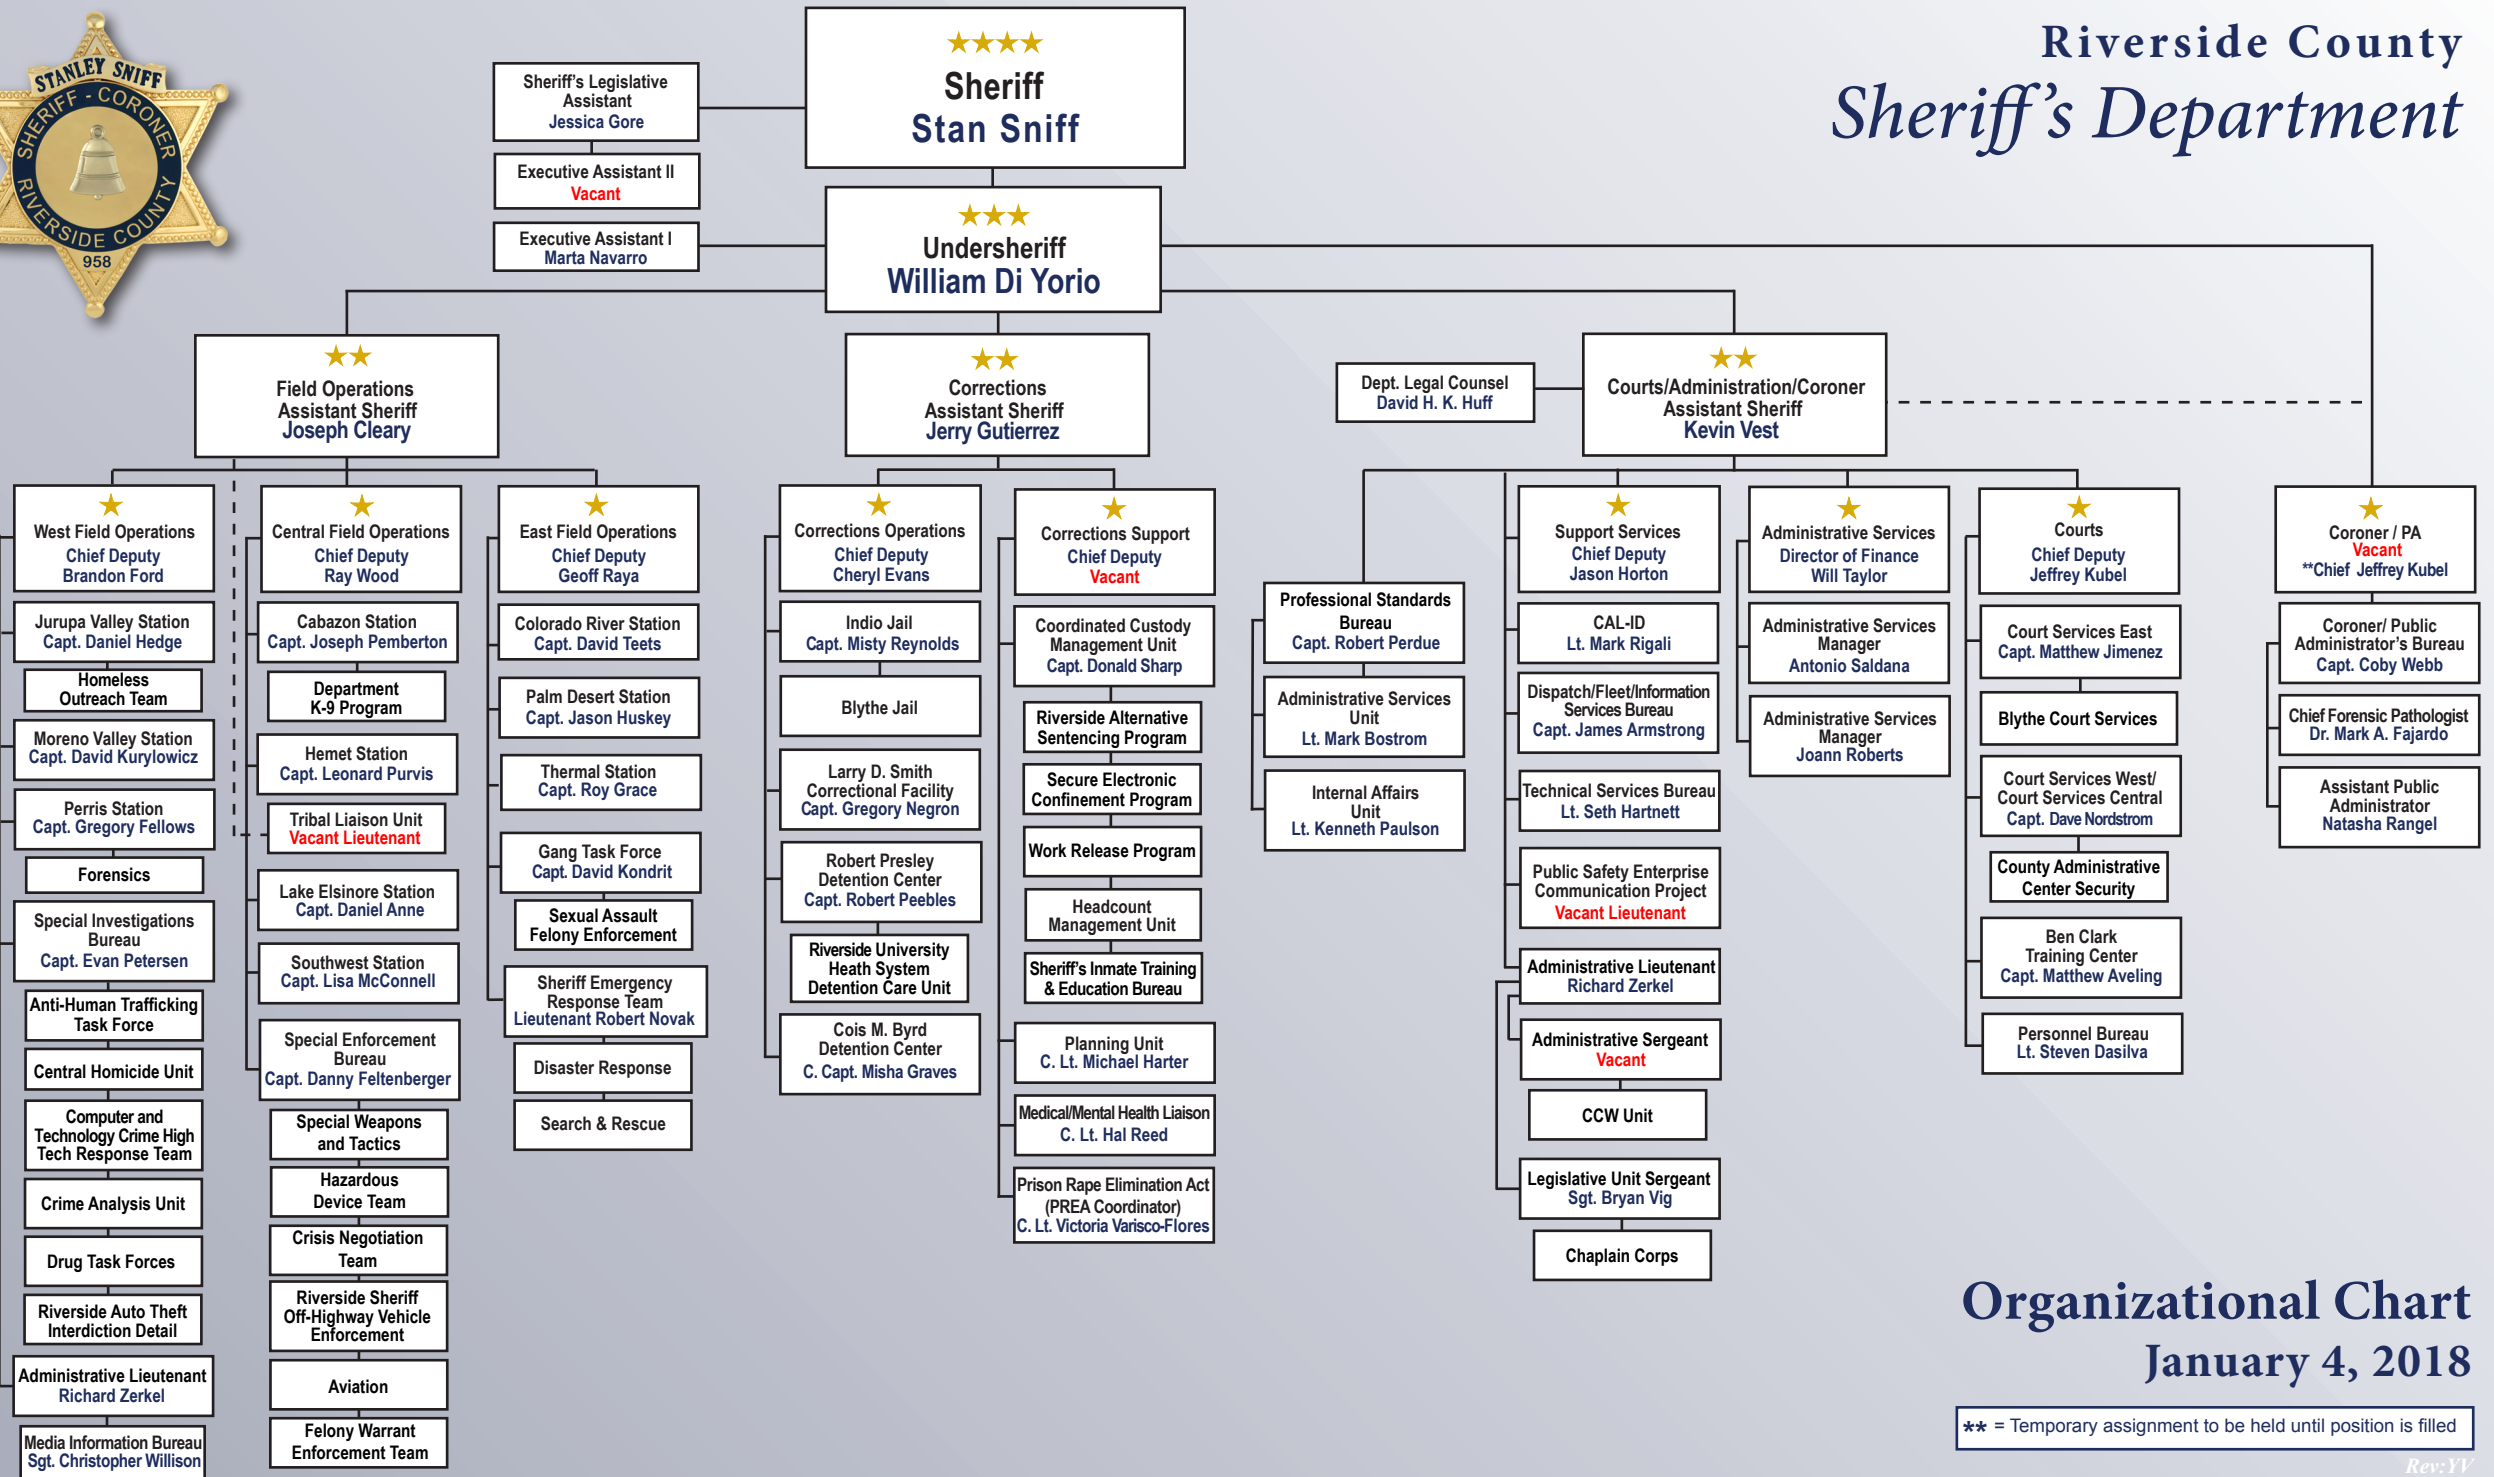 STANLEY SNIFF
SHERIFF - CORONER
RIVERSIDE COUNTY
958
Riverside County
Sheriff's Department
Sheriff
Stan Sniff
Sheriff's Legislative
Assistant
Jessica Gore
Executive Assistant II
Vacant
Executive Assistant I
Marta Navarro
Undersheriff
William Di Yorio
Field Operations
Assistant Sheriff
Joseph Cleary
Corrections
Assistant Sheriff
Jerry Gutierrez
Dept. Legal Counsel
David H. K. Huff
Courts/Administration/Coroner
Assistant Sheriff
Kevin Vest
West Field Operations
Chief Deputy
Brandon Ford
Jurupa Valley Station
Capt. Daniel Hedge
Homeless
Outreach Team
Moreno Valley Station
Capt. David Kurylowicz
Perris Station
Capt. Gregory Fellows
Forensics
Special Investigations
Bureau
Capt. Evan Petersen
Anti-Human Trafficking
Task Force
Central Homicide Unit
Computer and
Technology Crime High
Tech Response Team
Crime Analysis Unit
Drug Task Forces
Riverside Auto Theft
Interdiction Detail
Administrative Lieutenant
Richard Zerkel
Media Information Bureau
Sgt. Christopher Willison
Central Field Operations
Chief Deputy
Ray Wood
Cabazon Station
Capt. Joseph Pemberton
Department
K-9 Program
Hemet Station
Capt. Leonard Purvis
Tribal Liaison Unit
Vacant Lieutenant
Lake Elsinore Station
Capt. Daniel Anne
Southwest Station
Capt. Lisa McConnell
Special Enforcement
Bureau
Capt. Danny Feltenberger
Special Weapons
and Tactics
Hazardous
Device Team
Crisis Negotiation
Team
Riverside Sheriff
Off-Highway Vehicle
Enforcement
Aviation
Felony Warrant
Enforcement Team
East Field Operations
Chief Deputy
Geoff Raya
Colorado River Station
Capt. David Teets
Palm Desert Station
Capt. Jason Huskey
Thermal Station
Capt. Roy Grace
Gang Task Force
Capt. David Kondrit
Sexual Assault
Felony Enforcement
Sheriff Emergency
Response Team
Lieutenant Robert Novak
Disaster Response
Search & Rescue
Corrections Operations
Chief Deputy
Cheryl Evans
Indio Jail
Capt. Misty Reynolds
Blythe Jail
Larry D. Smith
Correctional Facility
Capt. Gregory Negron
Robert Presley
Detention Center
Capt. Robert Peebles
Riverside University
Heath System
Detention Care Unit
Cois M. Byrd
Detention Center
C. Capt. Misha Graves
Corrections Support
Chief Deputy
Vacant
Coordinated Custody
Management Unit
Capt. Donald Sharp
Riverside Alternative
Sentencing Program
Secure Electronic
Confinement Program
Work Release Program
Headcount
Management Unit
Sheriff's Inmate Training
& Education Bureau
Planning Unit
C. Lt. Michael Harter
Medical/Mental Health Liaison
C. Lt. Hal Reed
Prison Rape Elimination Act
(PREA Coordinator)
C. Lt. Victoria Varisco-Flores
Professional Standards
Bureau
Capt. Robert Perdue
Administrative Services
Unit
Lt. Mark Bostrom
Internal Affairs
Unit
Lt. Kenneth Paulson
Support Services
Chief Deputy
Jason Horton
CAL-ID
Lt. Mark Rigali
Dispatch/Fleet/Information
Services Bureau
Capt. James Armstrong
Technical Services Bureau
Lt. Seth Hartnett
Public Safety Enterprise
Communication Project
Vacant Lieutenant
Administrative Lieutenant
Richard Zerkel
Administrative Sergeant
Vacant
CCW Unit
Legislative Unit Sergeant
Sgt. Bryan Vig
Chaplain Corps
Administrative Services
Director of Finance
Will Taylor
Administrative Services
Manager
Antonio Saldana
Administrative Services
Manager
Joann Roberts
Courts
Chief Deputy
Jeffrey Kubel
Court Services East
Capt. Matthew Jimenez
Blythe Court Services
Court Services West/
Court Services Central
Capt. Dave Nordstrom
County Administrative
Center Security
Ben Clark
Training Center
Capt. Matthew Aveling
Personnel Bureau
Lt. Steven Dasilva
Coroner / PA
Vacant
**Chief Jeffrey Kubel
Coroner/ Public
Administrator's Bureau
Capt. Coby Webb
Chief Forensic Pathologist
Dr. Mark A. Fajardo
Assistant Public
Administrator
Natasha Rangel
Organizational Chart
January 4, 2018
** = Temporary assignment to be held until position is filled
Rev:YV